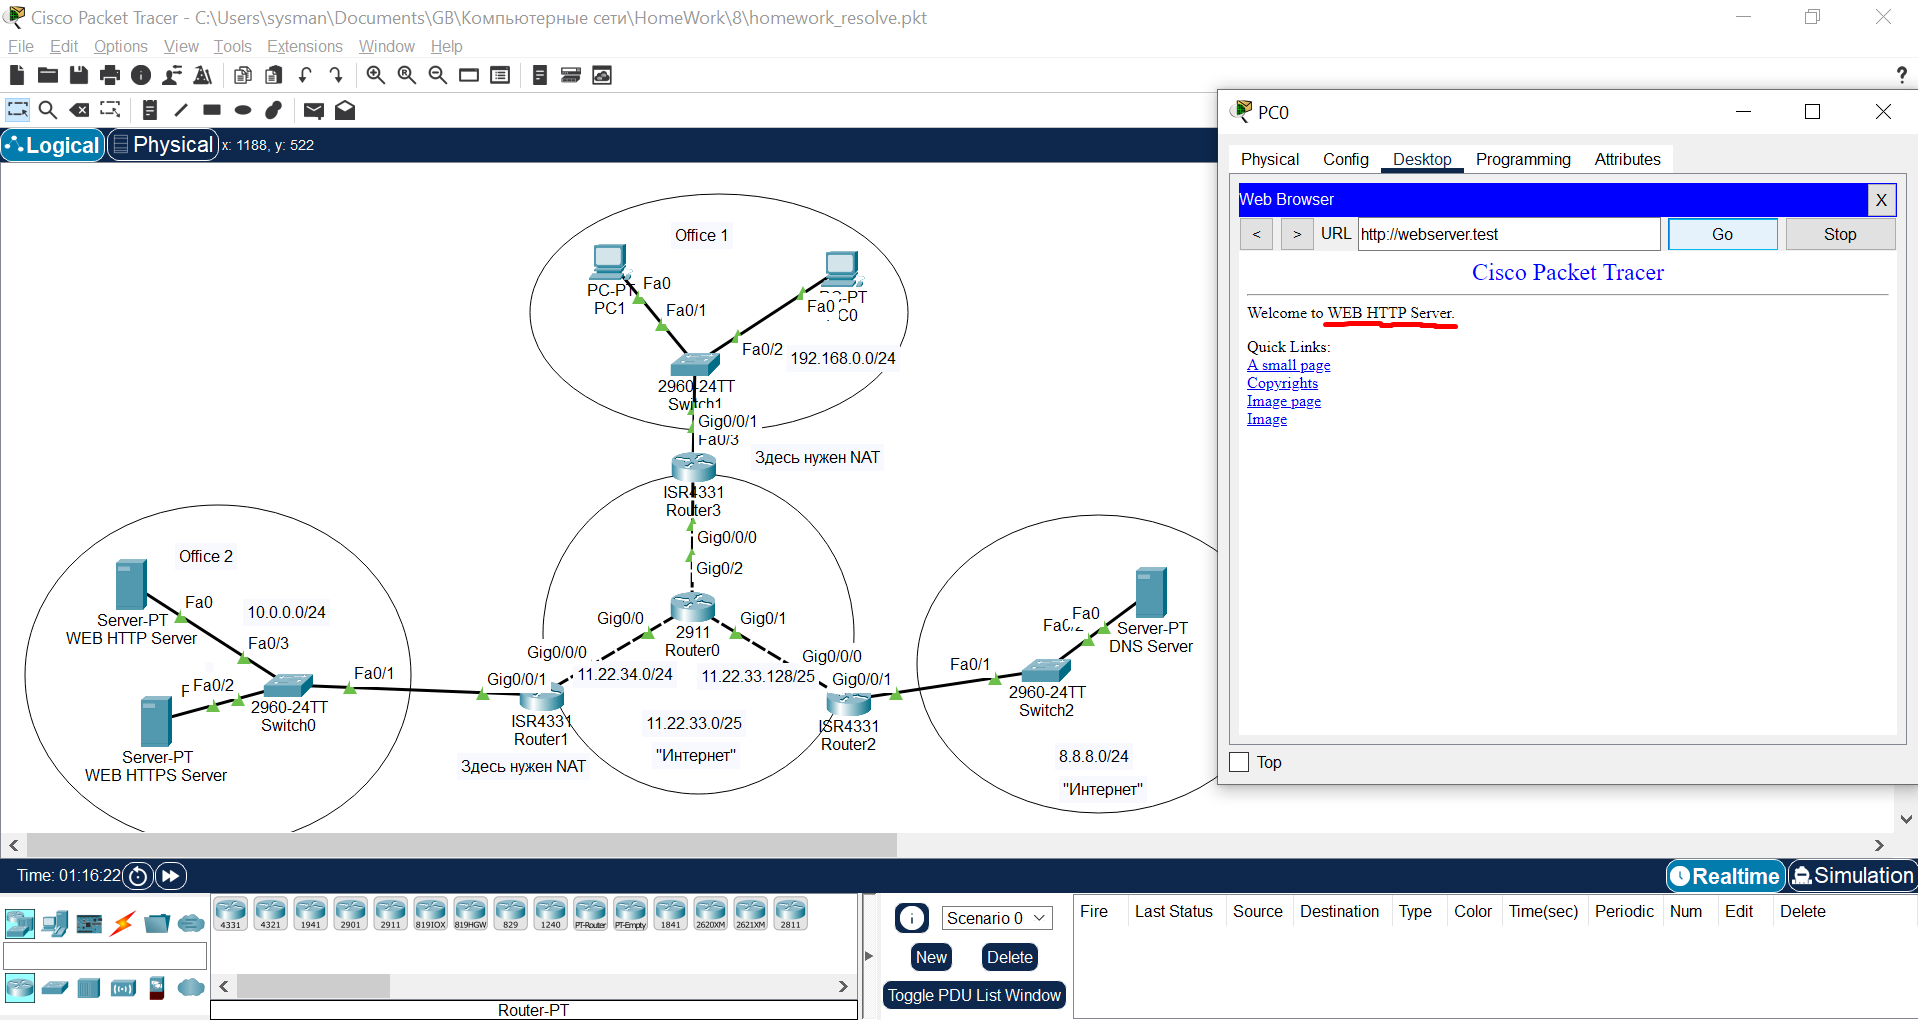 Cisco Packet Tracer - C:\Users\sysman\Documents\GB\Компьютерные сети\HomeWork\8\homework_resolve.pkt
File Edit Options View Tools Extensions Window Help
?
Logical Physical x: 1188, y: 522
Office 1
PC-PT
PC1
Fa0
Fa0/1
Fa0
-PT
C0
Fa0/2
192.168.0.0/24
2960-24TT
Switch1
Gig0/0/1
Fa0/3
Здесь нужен NAT
ISR4331
Router3
Gig0/0/0
Gig0/2
Gig0/0
Gig0/1
2911
Router0
Gig0/0/0
Gig0/0/0
11.22.34.0/24
11.22.33.128/25
Gig0/0/1
Gig0/0/1
ISR4331
Router1
ISR4331
Router2
11.22.33.0/25
"Интернет"
Здесь нужен NAT
Office 2
Server-PT
WEB HTTP Server
Fa0
10.0.0.0/24
Fa0/3
F
Fa0/2
Fa0/1
2960-24TT
Switch0
Server-PT
WEB HTTPS Server
Fa0/1
2960-24TT
Switch2
Fa0/2
Fa0
Server-PT
DNS Server
8.8.8.0/24
"Интернет"
PC0
Physical Config Desktop Programming Attributes
Web Browser X
< > URL http://webserver.test Go Stop
Cisco Packet Tracer
Welcome to WEB HTTP Server.
Quick Links:
A small page
Copyrights
Image page
Image
Top
Time: 01:16:22
Realtime Simulation
4331 4321 1941 2901 2911 819IOX 819HGW 829 1240 PT-Router PT-Empty 1841 2620XM 2621XM 2811
Router-PT
Scenario 0
New Delete
Toggle PDU List Window
Fire Last Status Source Destination Type Color Time(sec) Periodic Num Edit Delete